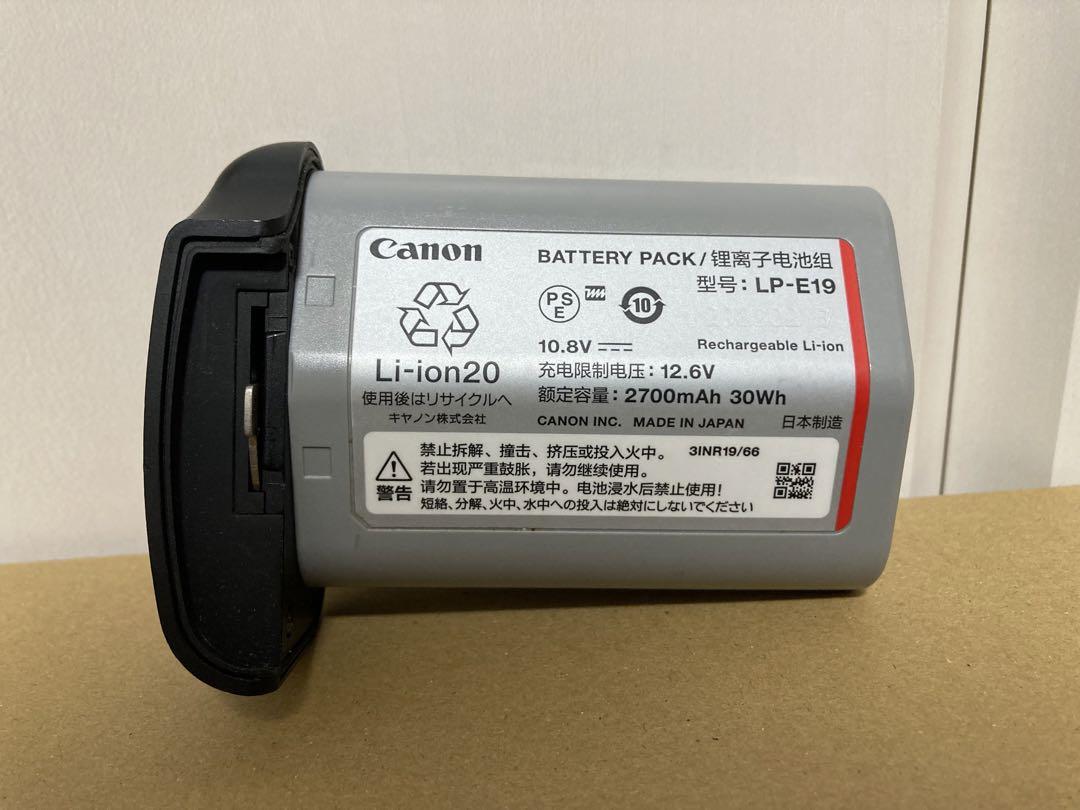 Canon
BATTERY PACK/锂离子电池组
型号：LP-E19
PS
E
10
Li-ion20
使用後はリサイクルへ
キヤノン株式会社
10.8V
Rechargeable Li-ion
充电限制电压：12.6V
额定容量：2700mAh 30Wh
CANON INC. MADE IN JAPAN 日本制造
警告
禁止拆解、撞击、挤压或投入火中。 3INR19/66
若出现严重鼓胀，请勿继续使用。
请勿置于高温环境中。电池浸水后禁止使用！
短絡、分解、火中、水中への投入は絶対にしないでください